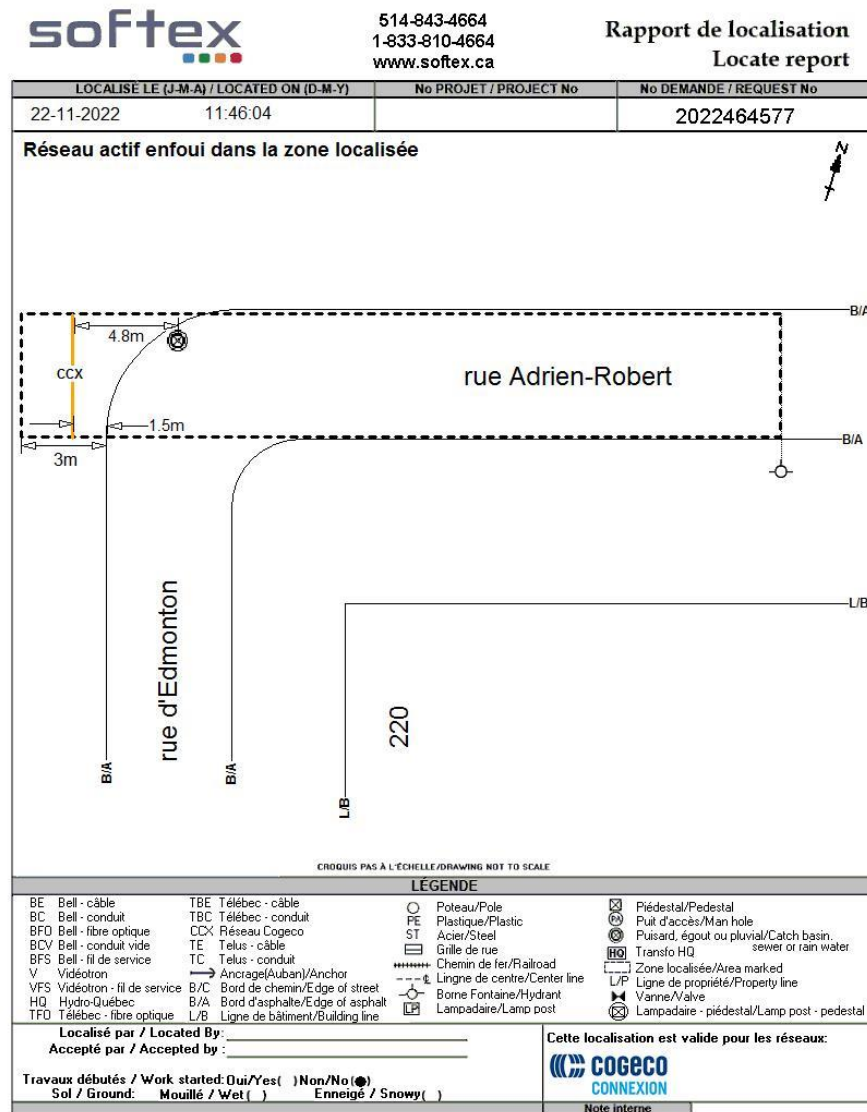 softex
514-843-4664
1-833-810-4664
www.softex.ca
Rapport de localisation
Locate report
LOCALISÉ LE (J-M-A) / LOCATED ON (D-M-Y)
No PROJET / PROJECT No
No DEMANDE / REQUEST No
22-11-2022 11:46:04
2022464577
Réseau actif enfoui dans la zone localisée
N
B/A
4.8m
CCX
rue Adrien-Robert
1.5m
B/A
3m
L/B
rue d'Edmonton
220
B/A
B/A
L/B
CROQUIS PAS À L'ÉCHELLE/DRAWING NOT TO SCALE
LÉGENDE
BE Bell - câble
BC Bell - conduit
BFO Bell - fibre optique
BCV Bell - conduit vide
BFS Bell - fil de service
V Vidéotron
VFS Vidéotron - fil de service
HQ Hydro-Québec
TFO Télébec - fibre optique
TBE Télébec - câble
TBC Télébec - conduit
CCX Réseau Cogeco
TE Telus - câble
TC Telus - conduit
Ancrage(Auban)/Anchor
B/C Bord de chemin/Edge of street
B/A Bord d'asphalte/Edge of asphalt
L/B Ligne de bâtiment/Building line
Poteau/Pole
PE Plastique/Plastic
ST Acier/Steel
Grille de rue
Chemin de fer/Railroad
Lingne de centre/Center line
Borne Fontaine/Hydrant
LP Lampadaire/Lamp post
Piédestal/Pedestal
PA Puit d'accès/Man hole
Puisard, égout ou pluvial/Catch basin.
sewer or rain water
HQ Transfo HQ
Zone localisée/Area marked
L/P Ligne de propriété/Property line
Vanne/Valve
Lampadaire - piédestal/Lamp post - pedestal
Localisé par / Located By:
Accepté par / Accepted by :
Travaux débutés / Work started: Oui/Yes( ) Non/No(●)
Sol / Ground: Mouillé / Wet( ) Enneigé / Snowy( )
Cette localisation est valide pour les réseaux:
COGECO
CONNEXION
Note interne